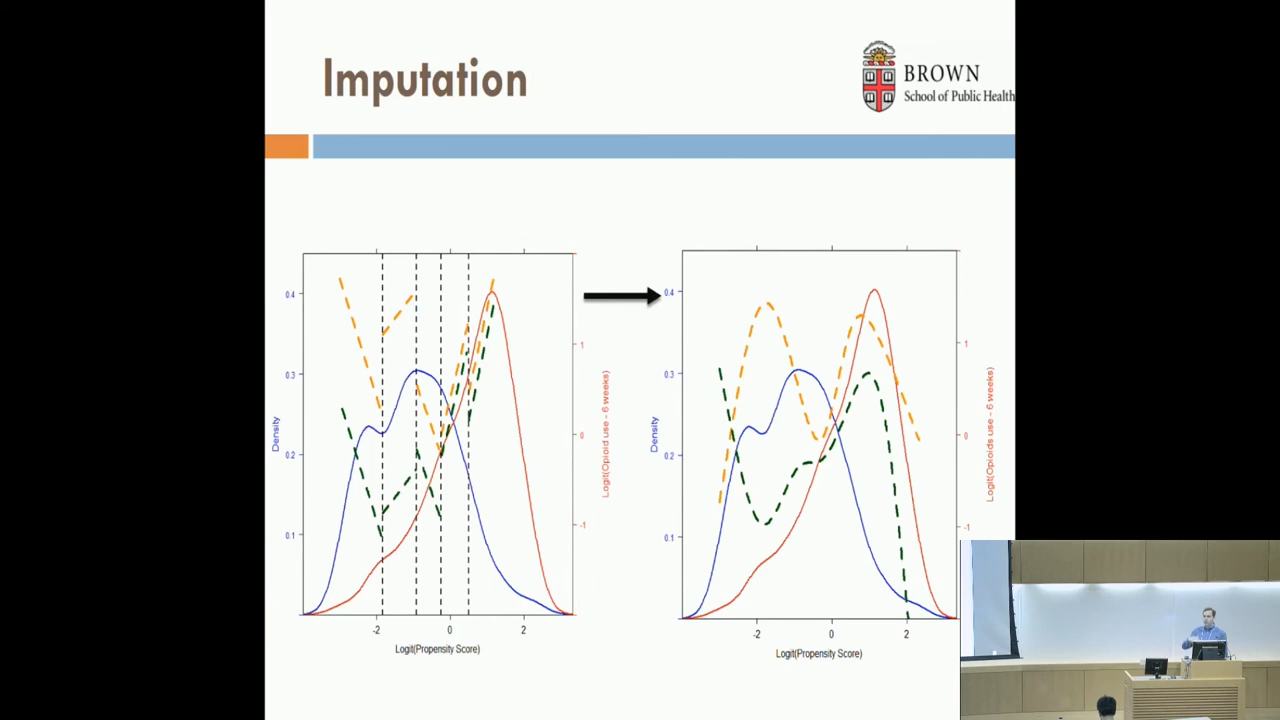 Imputation
BROWN
School of Public Health
0.4
0.3
0.2
0.1
Density
-2
0
2
Logit(Propensity Score)
1
0
-1
Logit(Opioid use - 6 weeks)
0.4
0.3
0.2
0.1
Density
-2
0
2
Logit(Propensity Score)
1
0
-1
Logit(Opioids use - 6 weeks)